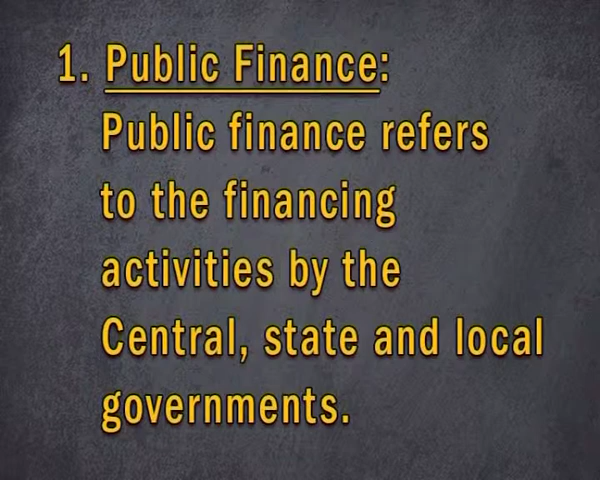 1. Public Finance:
Public finance refers
to the financing
activities by the
Central, state and local
governments.